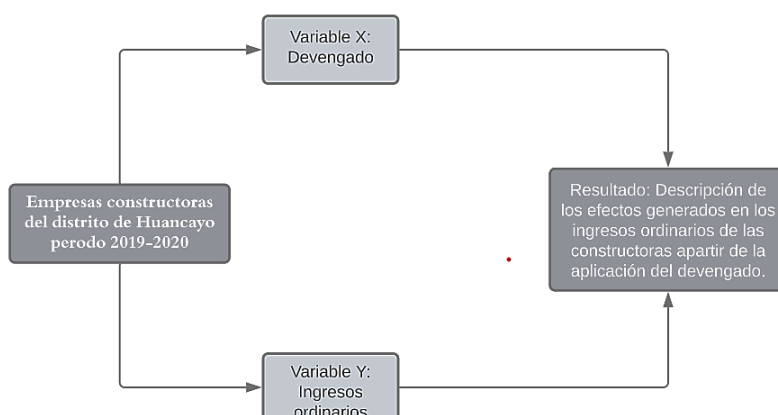 Variable X:
Devengado
Empresas constructoras
del distrito de Huancayo
perodo 2019-2020
Resultado: Descripción de
los efectos generados en los
ingresos ordinarios de las
constructoras apartir de la
aplicación del devengado.
Variable Y:
Ingresos
ordinarios